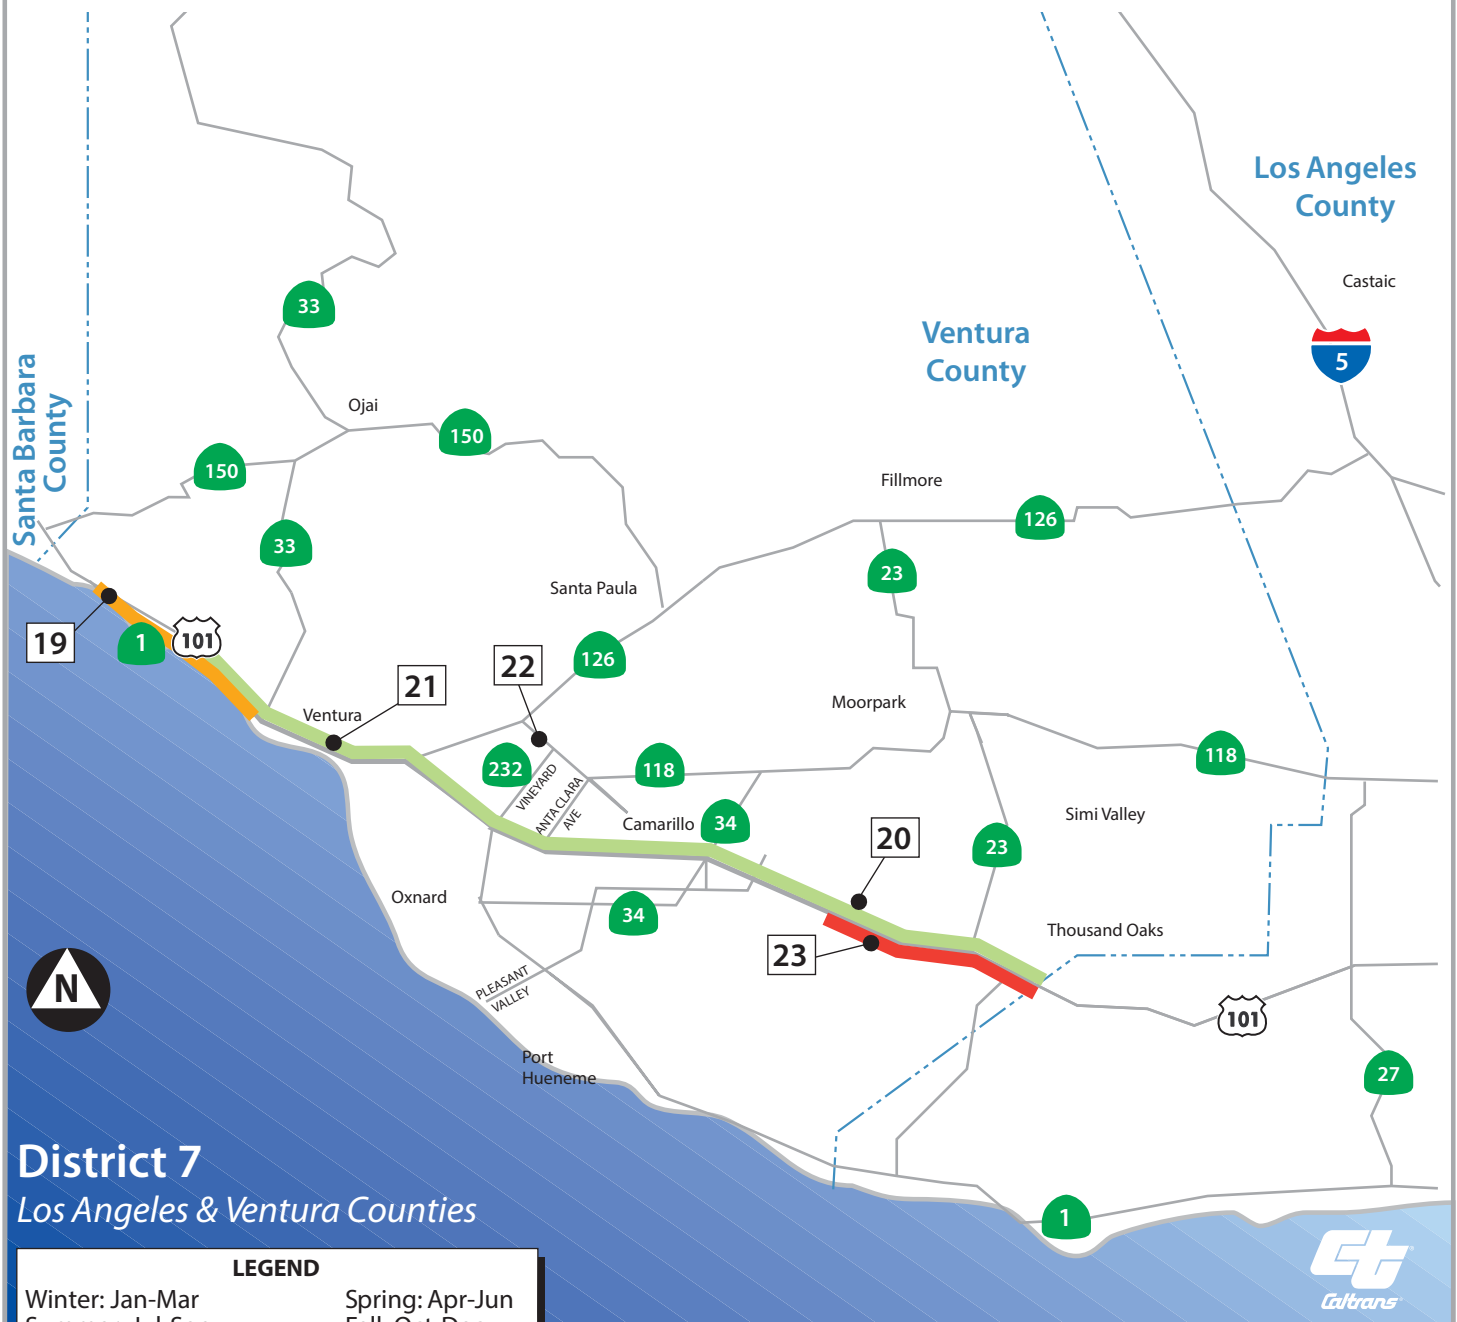 Los Angeles
County
Castaic
5
33
Ventura
County
Santa Barbara
County
Ojai
150
150
Fillmore
126
33
23
Santa Paula
19
1
101
126
22
21
Ventura
Moorpark
232
VINEYARD
ANTA CLARA
AVE
118
118
Camarillo
34
Simi Valley
20
23
Oxnard
34
Thousand Oaks
23
N
PLEASANT
VALLEY
101
Port
Hueneme
27
District 7
Los Angeles & Ventura Counties
1
LEGEND
Winter: Jan-Mar
Spring: Apr-Jun
Caltrans